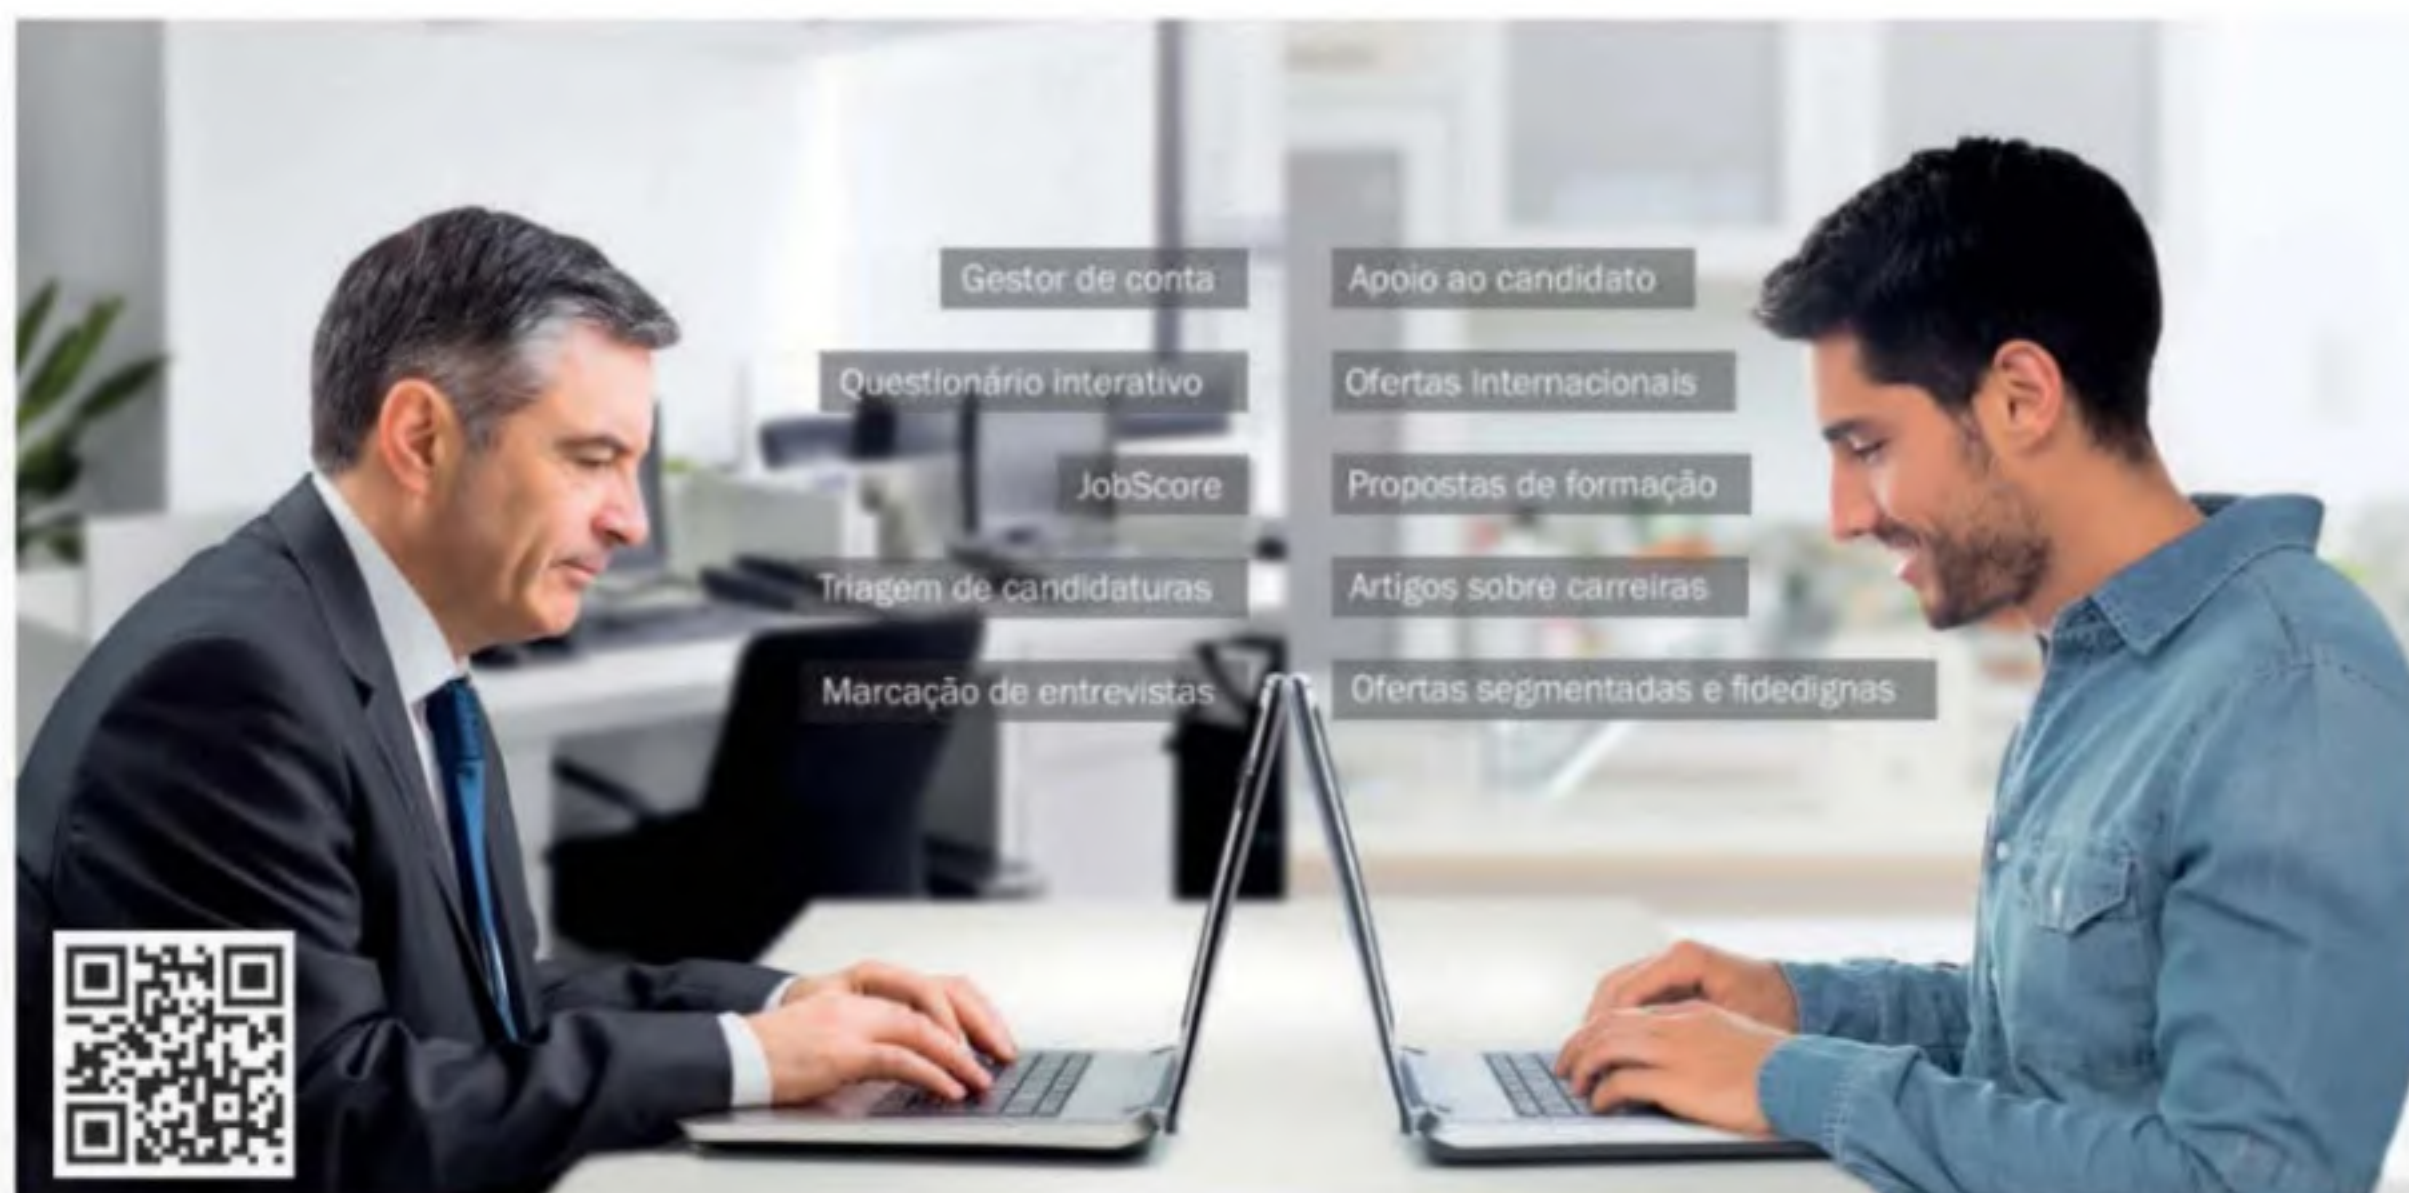 Gestor de conta
Questionário interativo
JobScore
Triagem de candidaturas
Marcação de entrevistas
Apoio ao candidato
Ofertas Internacionais
Propostas de formação
Artigos sobre carreiras
Ofertas segmentadas e fidedignas